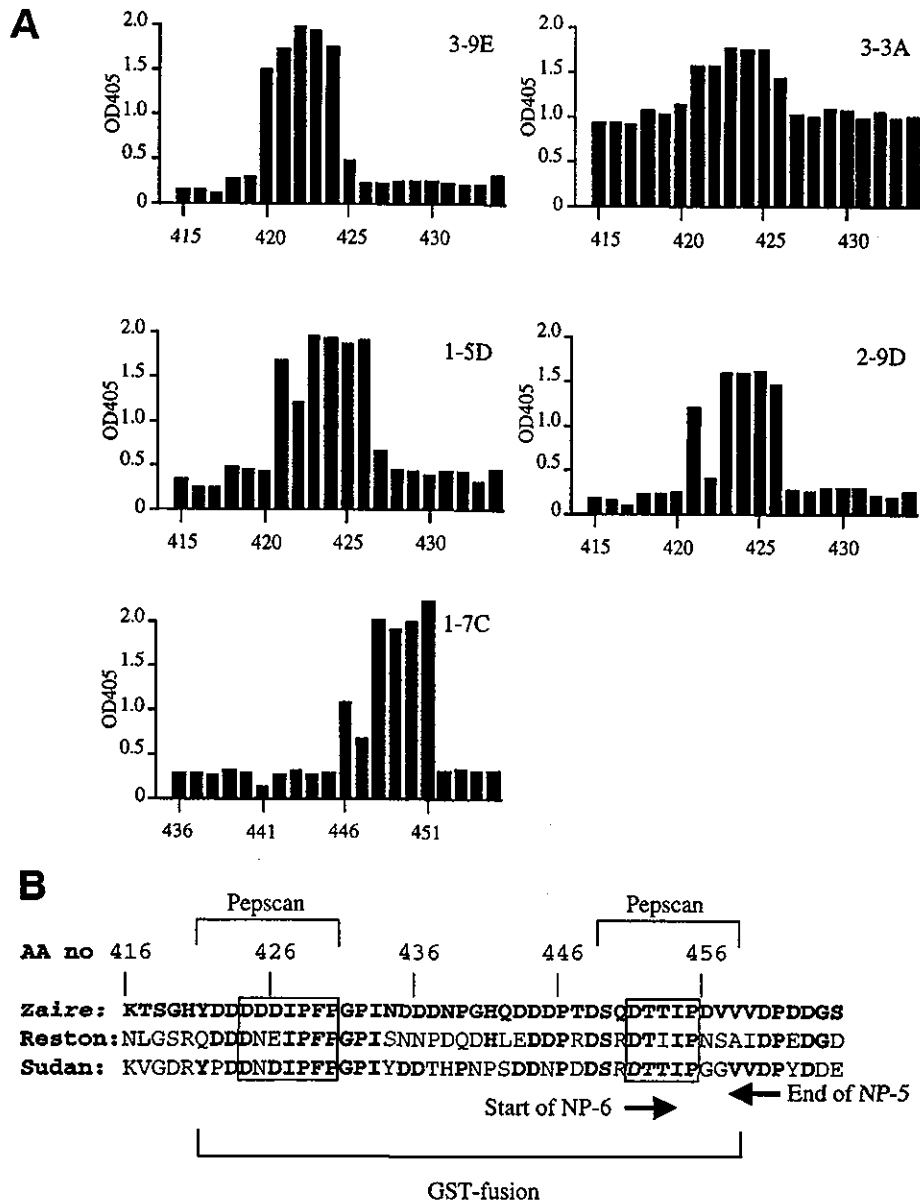 A
3-9E
OD405
2.0
1.5
1.0
0.5
0
415 420 425 430
3-3A
OD405
2.0
1.5
1.0
0.5
0
415 420 425 430
1-5D
OD405
2.0
1.5
1.0
0.5
0
415 420 425 430
2-9D
OD405
2.0
1.5
1.0
0.5
0
415 420 425 430
1-7C
OD405
2.0
1.5
1.0
0.5
0
436 441 446 451
B
Pepscan Pepscan
AA no 416 426 436 446 456
Zaire: KTSGHYDDDDDIPFPGPINDDDNPGHQDDDPTDSQDTTIPDVVVDPDDGS
Reston: NLGSRQDDDNEIPFPGPISNNPDQDHLEDDPRDSRDTIIPNSAIDPEDGD
Sudan: KVGDRYPDDNDIPFPGPIYDDTHPNPSDDNPDDSRDTTIPGGVVDPYDDE
Start of NP-6 End of NP-5
GST-fusion